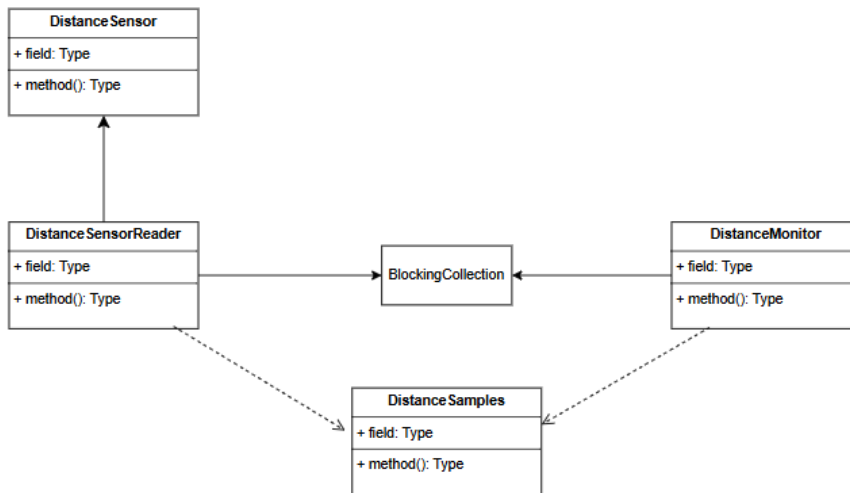 DistanceSensor
+ field: Type
+ method(): Type
DistanceSensorReader
+ field: Type
+ method(): Type
BlockingCollection
DistanceMonitor
+ field: Type
+ method(): Type
DistanceSamples
+ field: Type
+ method(): Type